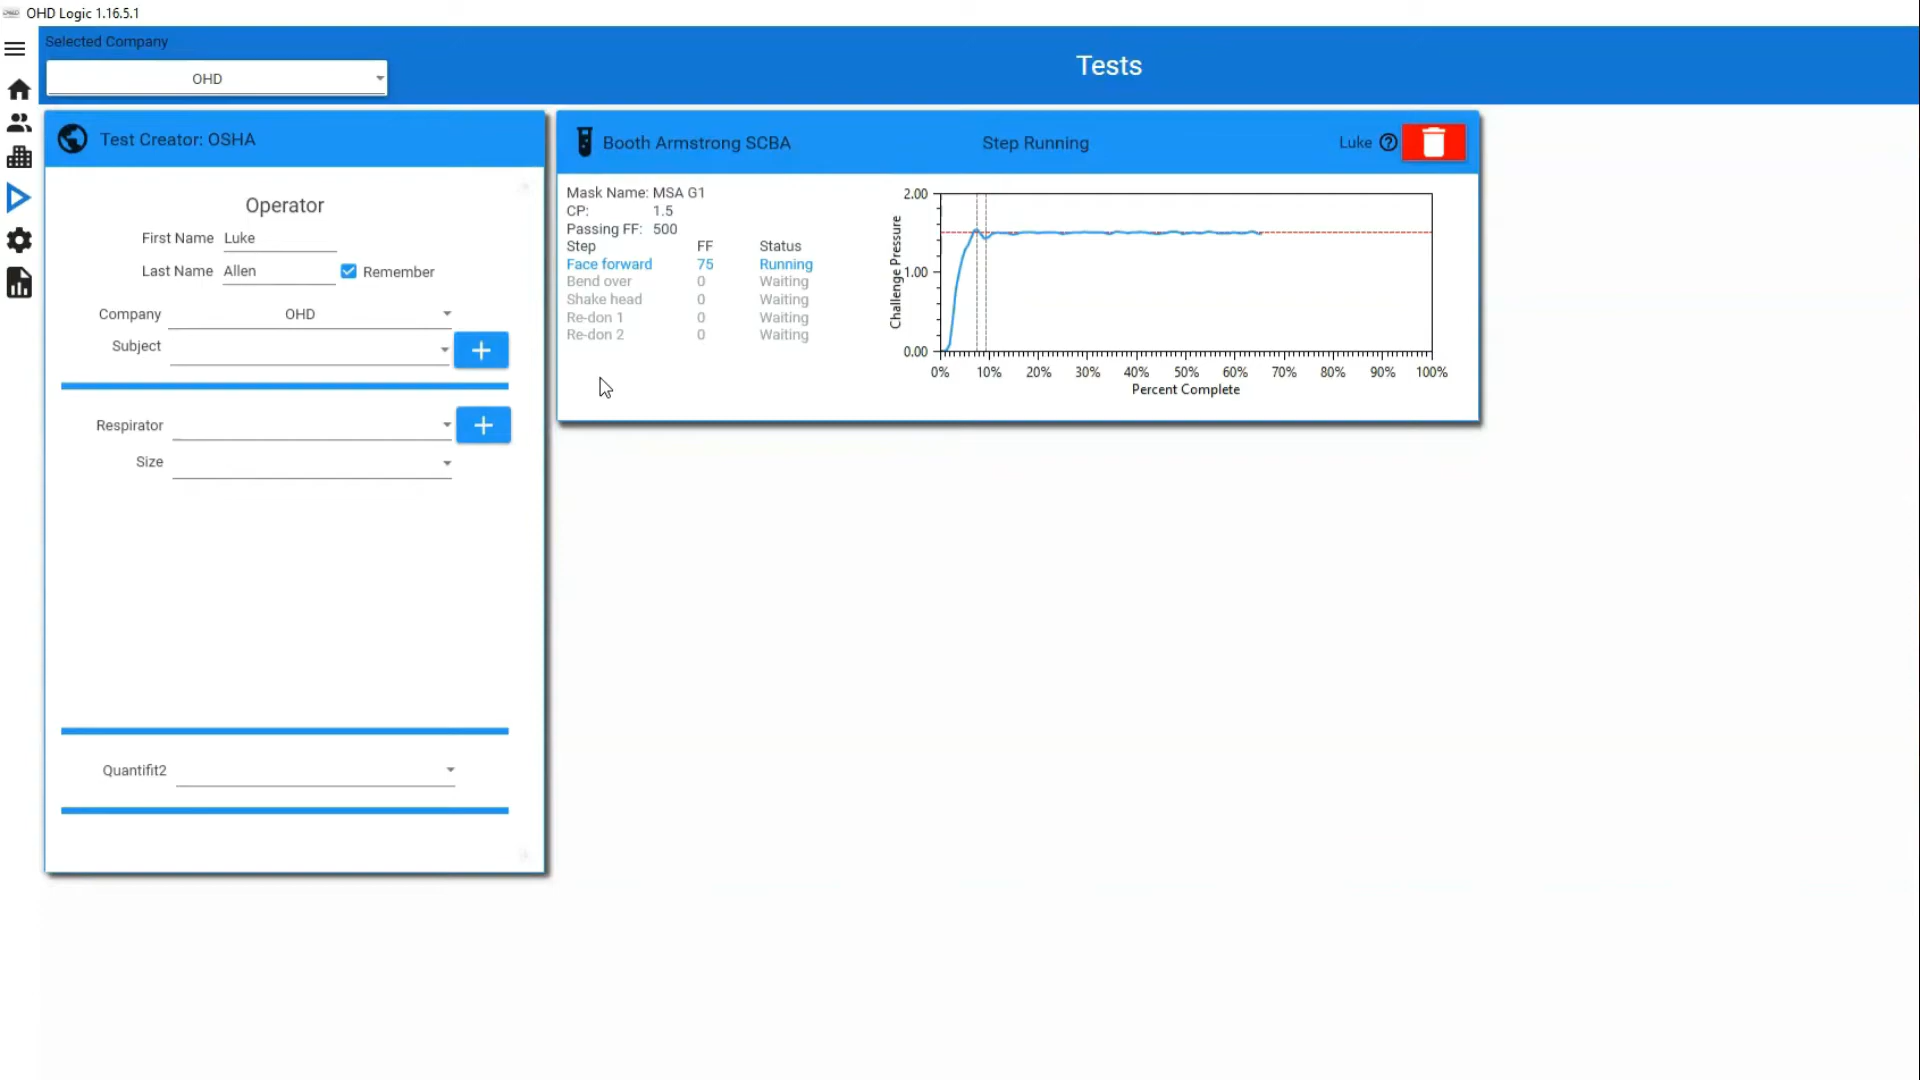 OHD Logic 1.16.5.1
Selected Company
OHD
Tests
Test Creator: OSHA
Operator
First Name Luke
Last Name Allen Remember
Company OHD
Subject
Respirator
Size
Quantifit2
Booth Armstrong SCBA Step Running Luke
Mask Name: MSA G1
CP: 1.5
Passing FF: 500
Step FF Status
Face forward 75 Running
Bend over 0 Waiting
Shake head 0 Waiting
Re-don 1 0 Waiting
Re-don 2 0 Waiting
Challenge Pressure
2.00
1.00
0.00
0% 10% 20% 30% 40% 50% 60% 70% 80% 90% 100%
Percent Complete